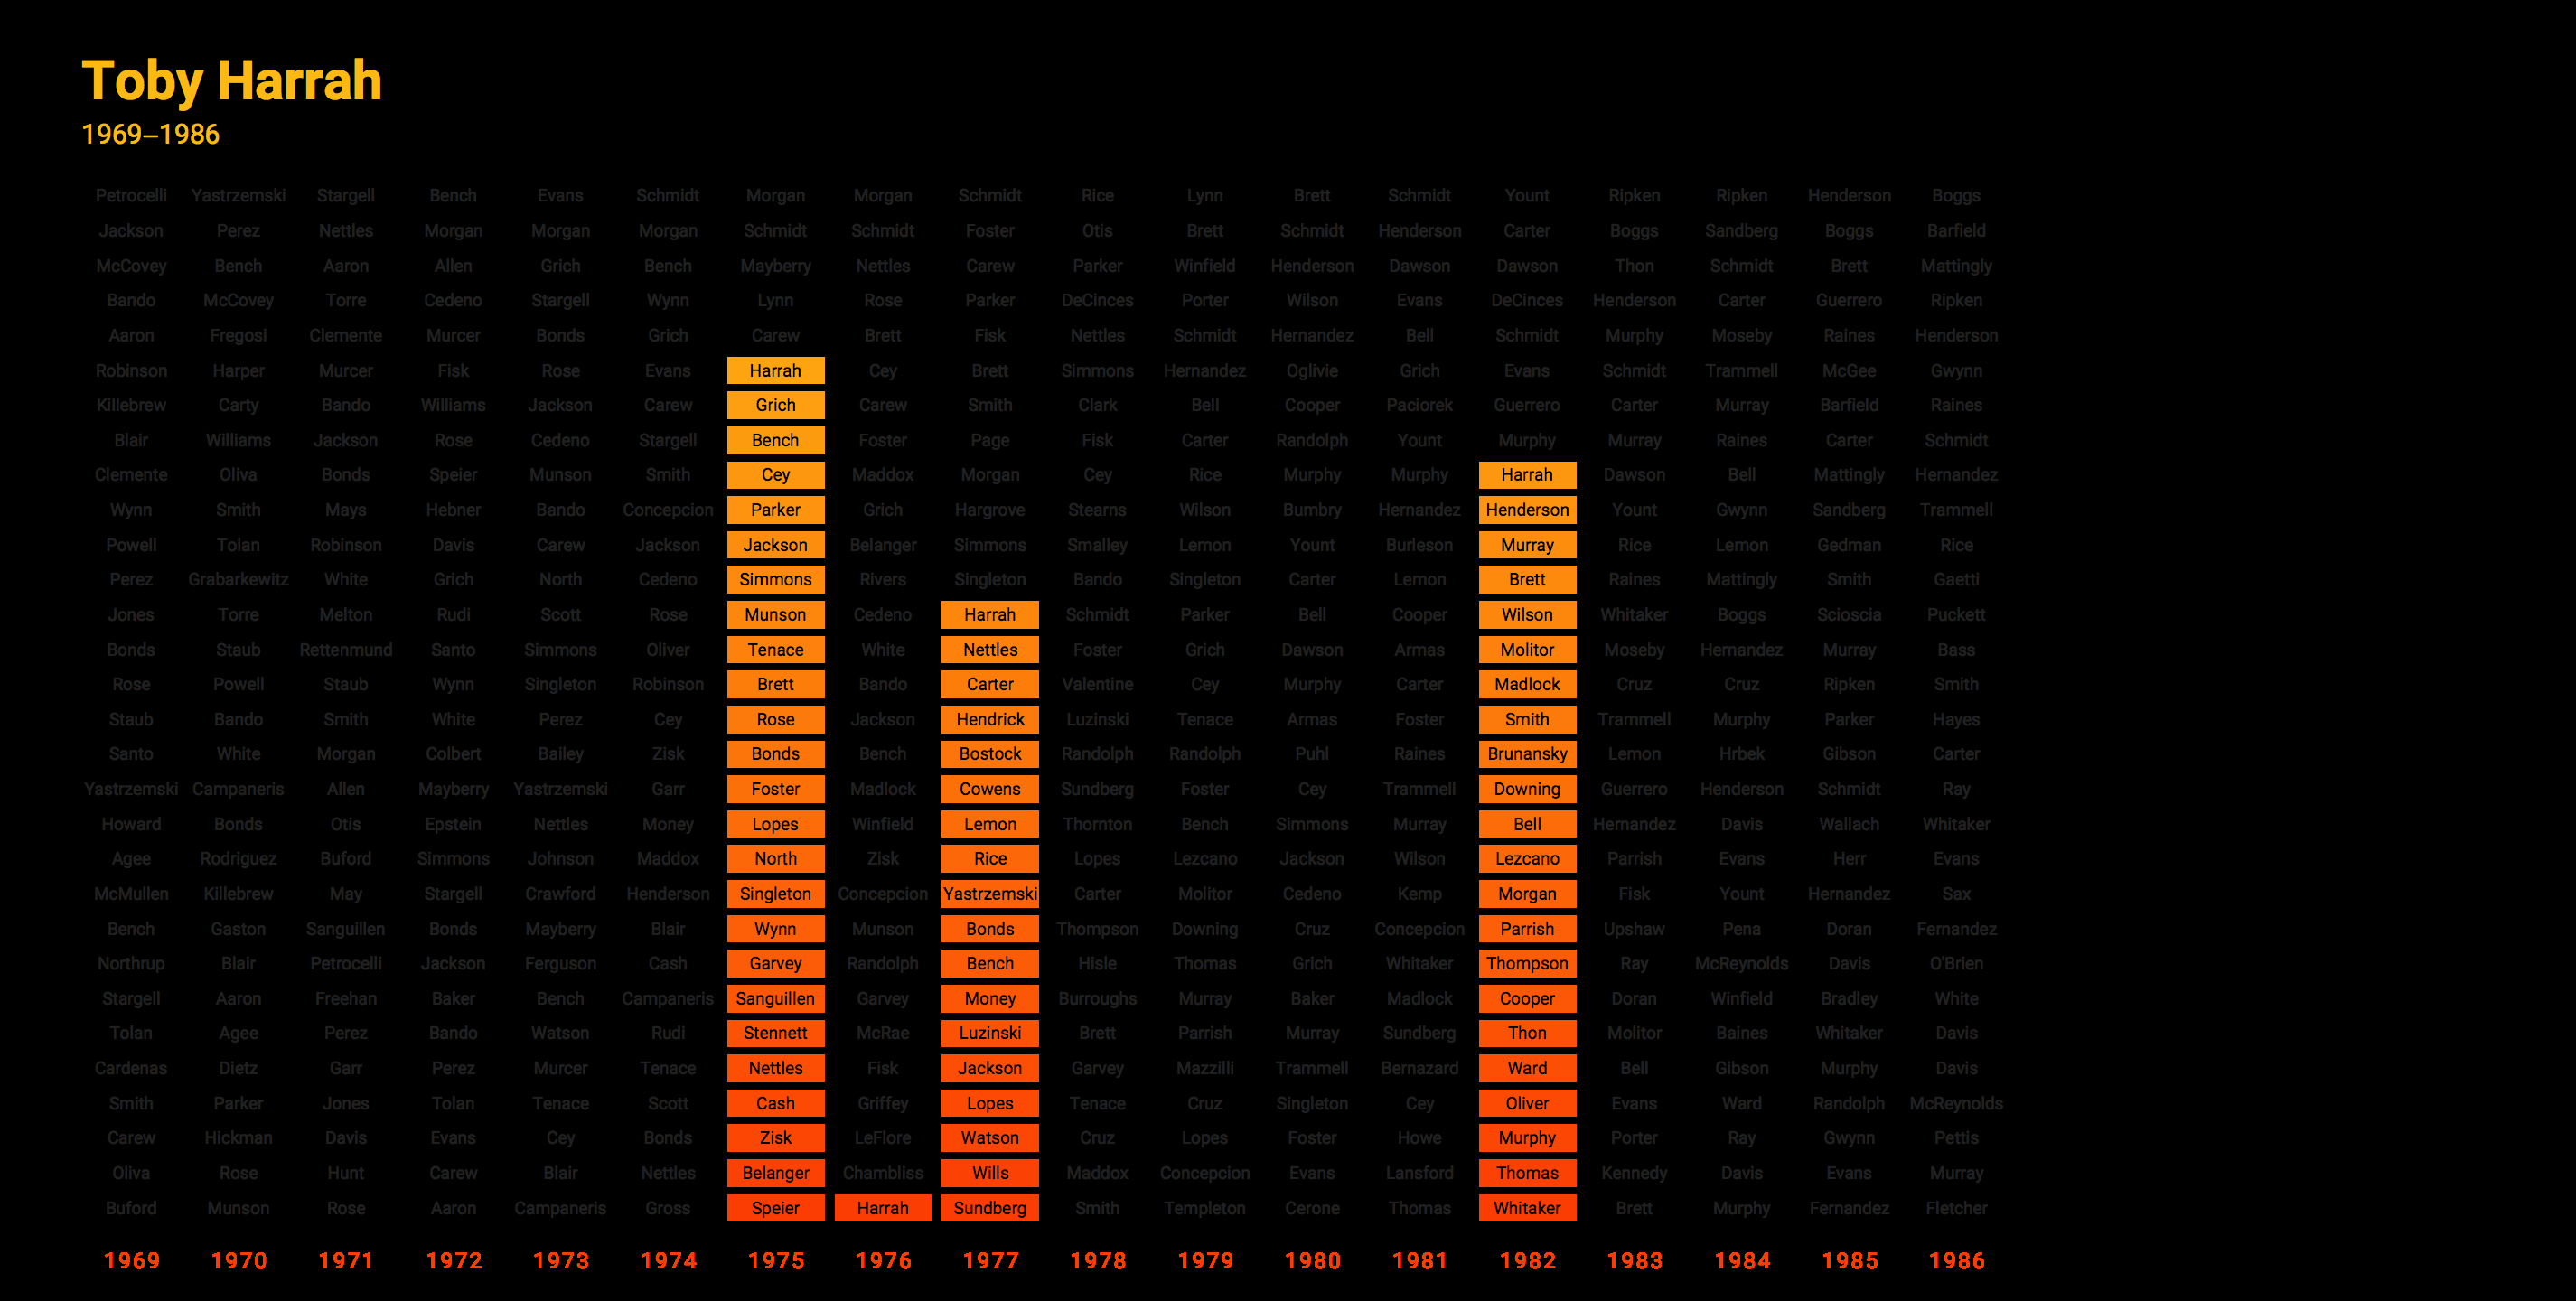 Toby Harrah
1969–1986
Petrocelli Yastrzemski Stargell Bench Evans Schmidt Morgan Morgan Schmidt Rice Lynn Brett Schmidt Yount Ripken Ripken Henderson Boggs
Jackson Perez Nettles Morgan Morgan Morgan Schmidt Schmidt Foster Otis Brett Schmidt Henderson Carter Boggs Sandberg Boggs Barfield
McCovey Bench Aaron Allen Grich Bench Mayberry Nettles Carew Parker Winfield Henderson Dawson Dawson Thon Schmidt Brett Mattingly
Bando McCovey Torre Cedeno Stargell Wynn Lynn Rose Parker DeCinces Porter Wilson Evans DeCinces Henderson Carter Guerrero Ripken
Aaron Fregosi Clemente Murcer Bonds Grich Carew Brett Fisk Nettles Schmidt Hernandez Bell Schmidt Murphy Moseby Raines Henderson
Robinson Harper Murcer Fisk Rose Evans Harrah Cey Brett Simmons Hernandez Oglivie Grich Evans Schmidt Trammell McGee Gwynn
Killebrew Carty Bando Williams Jackson Carew Grich Carew Smith Clark Bell Cooper Paciorek Guerrero Carter Murray Barfield Raines
Blair Williams Jackson Rose Cedeno Stargell Bench Foster Page Fisk Carter Randolph Yount Murphy Murray Raines Carter Schmidt
Clemente Oliva Bonds Speier Munson Smith Cey Maddox Morgan Cey Rice Murphy Murphy Harrah Dawson Bell Mattingly Hernandez
Wynn Smith Mays Hebner Bando Concepcion Parker Grich Hargrove Stearns Wilson Bumbry Hernandez Henderson Yount Gwynn Sandberg Trammell
Powell Tolan Robinson Davis Carew Jackson Jackson Belanger Simmons Smalley Lemon Yount Burleson Murray Rice Lemon Gedman Rice
Perez Grabarkewitz White Grich North Cedeno Simmons Rivers Singleton Bando Singleton Carter Lemon Brett Raines Mattingly Smith Gaetti
Jones Torre Melton Rudi Scott Rose Munson Cedeno Harrah Schmidt Parker Bell Cooper Wilson Whitaker Boggs Scioscia Puckett
Bonds Staub Rettenmund Santo Simmons Oliver Tenace White Nettles Foster Grich Dawson Armas Molitor Moseby Hernandez Murray Bass
Rose Powell Staub Wynn Singleton Robinson Brett Bando Carter Valentine Cey Murphy Carter Madlock Cruz Cruz Ripken Smith
Staub Bando Smith White Perez Cey Rose Jackson Hendrick Luzinski Tenace Armas Foster Smith Trammell Murphy Parker Hayes
Santo White Morgan Colbert Bailey Zisk Bonds Bench Bostock Randolph Randolph Puhl Raines Brunansky Lemon Hrbek Gibson Carter
Yastrzemski Campaneris Allen Mayberry Yastrzemski Garr Foster Madlock Cowens Sundberg Foster Cey Trammell Downing Guerrero Henderson Schmidt Ray
Howard Bonds Otis Epstein Nettles Money Lopes Winfield Lemon Thornton Bench Simmons Murray Bell Hernandez Davis Wallach Whitaker
Agee Rodriguez Buford Simmons Johnson Maddox North Zisk Rice Lopes Lezcano Jackson Wilson Lezcano Parrish Evans Herr Evans
McMullen Killebrew May Stargell Crawford Henderson Singleton Concepcion Yastrzemski Carter Molitor Cedeno Kemp Morgan Fisk Yount Hernandez Sax
Bench Gaston Sanguillen Bonds Mayberry Blair Wynn Munson Bonds Thompson Downing Cruz Concepcion Parrish Upshaw Pena Doran Fernandez
Northrup Blair Petrocelli Jackson Ferguson Cash Garvey Randolph Bench Hisle Thomas Grich Whitaker Thompson Ray McReynolds Davis O'Brien
Stargell Aaron Freehan Baker Bench Campaneris Sanguillen Garvey Money Burroughs Murray Baker Madlock Cooper Doran Winfield Bradley White
Tolan Agee Perez Bando Watson Rudi Stennett McRae Luzinski Brett Parrish Murray Sundberg Thon Molitor Baines Whitaker Davis
Cardenas Dietz Garr Perez Murcer Tenace Nettles Fisk Jackson Garvey Mazzilli Trammell Bernazard Ward Bell Gibson Murphy Davis
Smith Parker Jones Tolan Tenace Scott Cash Griffey Lopes Tenace Cruz Singleton Cey Oliver Evans Ward Randolph McReynolds
Carew Hickman Davis Evans Cey Bonds Zisk LeFlore Watson Cruz Lopes Foster Howe Murphy Porter Ray Gwynn Pettis
Oliva Rose Hunt Carew Blair Nettles Belanger Chambliss Wills Maddox Concepcion Evans Lansford Thomas Kennedy Davis Evans Murray
Buford Munson Rose Aaron Campaneris Gross Speier Harrah Sundberg Smith Templeton Cerone Thomas Whitaker Brett Murphy Fernandez Fletcher
1969 1970 1971 1972 1973 1974 1975 1976 1977 1978 1979 1980 1981 1982 1983 1984 1985 1986